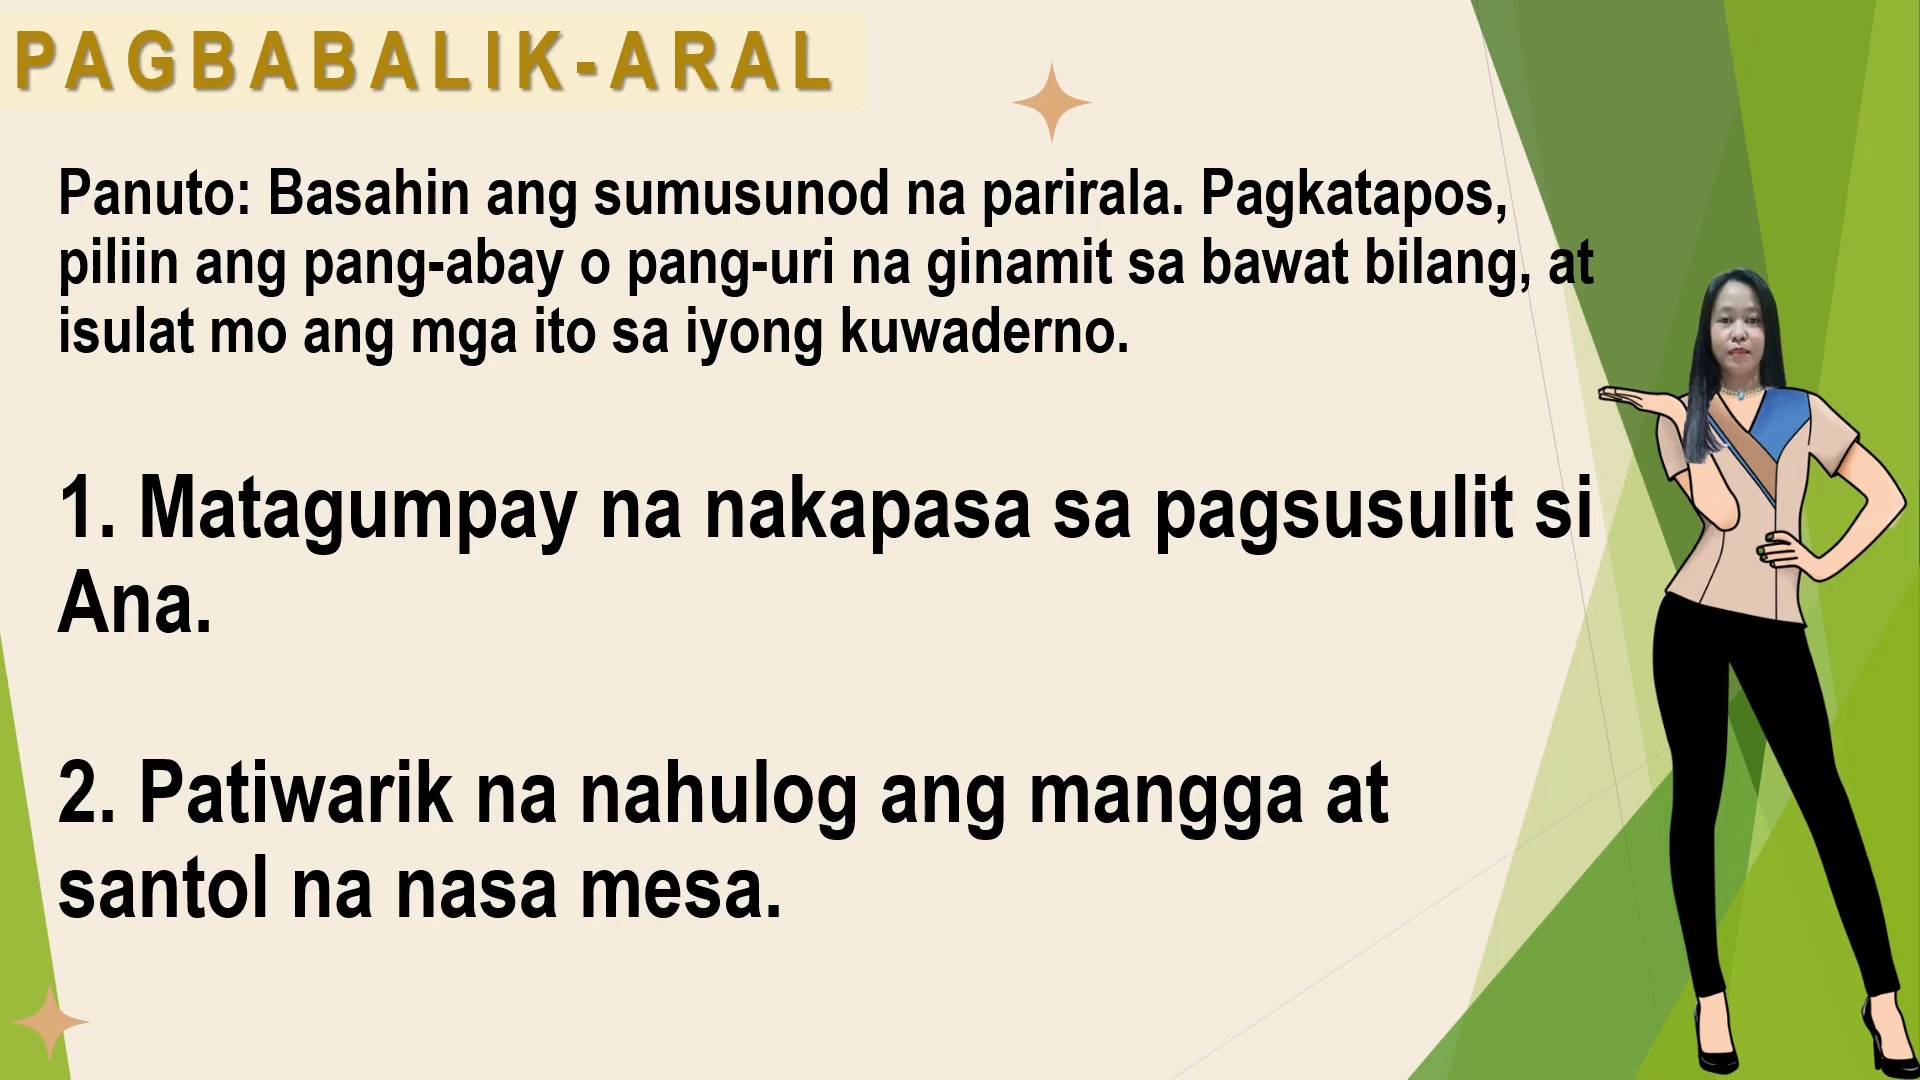 PAGBABALIK-ARAL
Panuto: Basahin ang sumusunod na parirala. Pagkatapos,
piliin ang pang-abay o pang-uri na ginamit sa bawat bilang, at
isulat mo ang mga ito sa iyong kuwaderno.
1. Matagumpay na nakapasa sa pagsusulit si
Ana.
2. Patiwarik na nahulog ang mangga at
santol na nasa mesa.